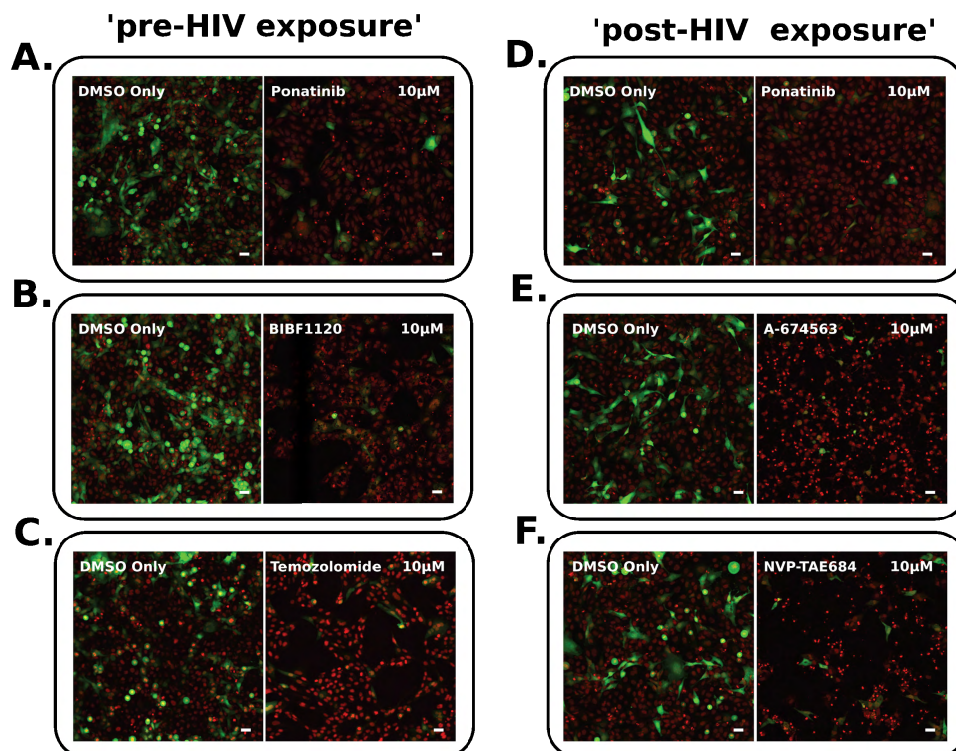 'pre-HIV exposure'
A.
DMSO Only
Ponatinib 10µM
B.
DMSO Only
BIBF1120 10µM
C.
DMSO Only
Temozolomide 10µM
'post-HIV exposure'
D.
DMSO Only
Ponatinib 10µM
E.
DMSO Only
A-674563 10µM
F.
DMSO Only
NVP-TAE684 10µM